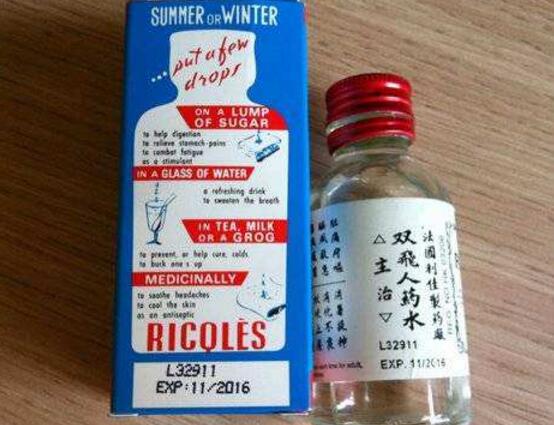 SUMMER OR WINTER
put a few
drops
ON A LUMP
OF SUGAR
to help digestion
to relieve stomach-pains
to combat fatigue
as a stimulant
IN A GLASS OF WATER
a refreshing drink
to sweeten the breath
IN TEA, MILK
OR A GROG
to prevent, or help cure, colds
to buck one's up
MEDICINALLY
to soothe headaches
to cool the skin
as an antiseptic
RICQLÈS
L32911
EXP:11/2016
法國利佳製药廠
双飛人药水
△主治▽
L32911
EXP. 11/2016